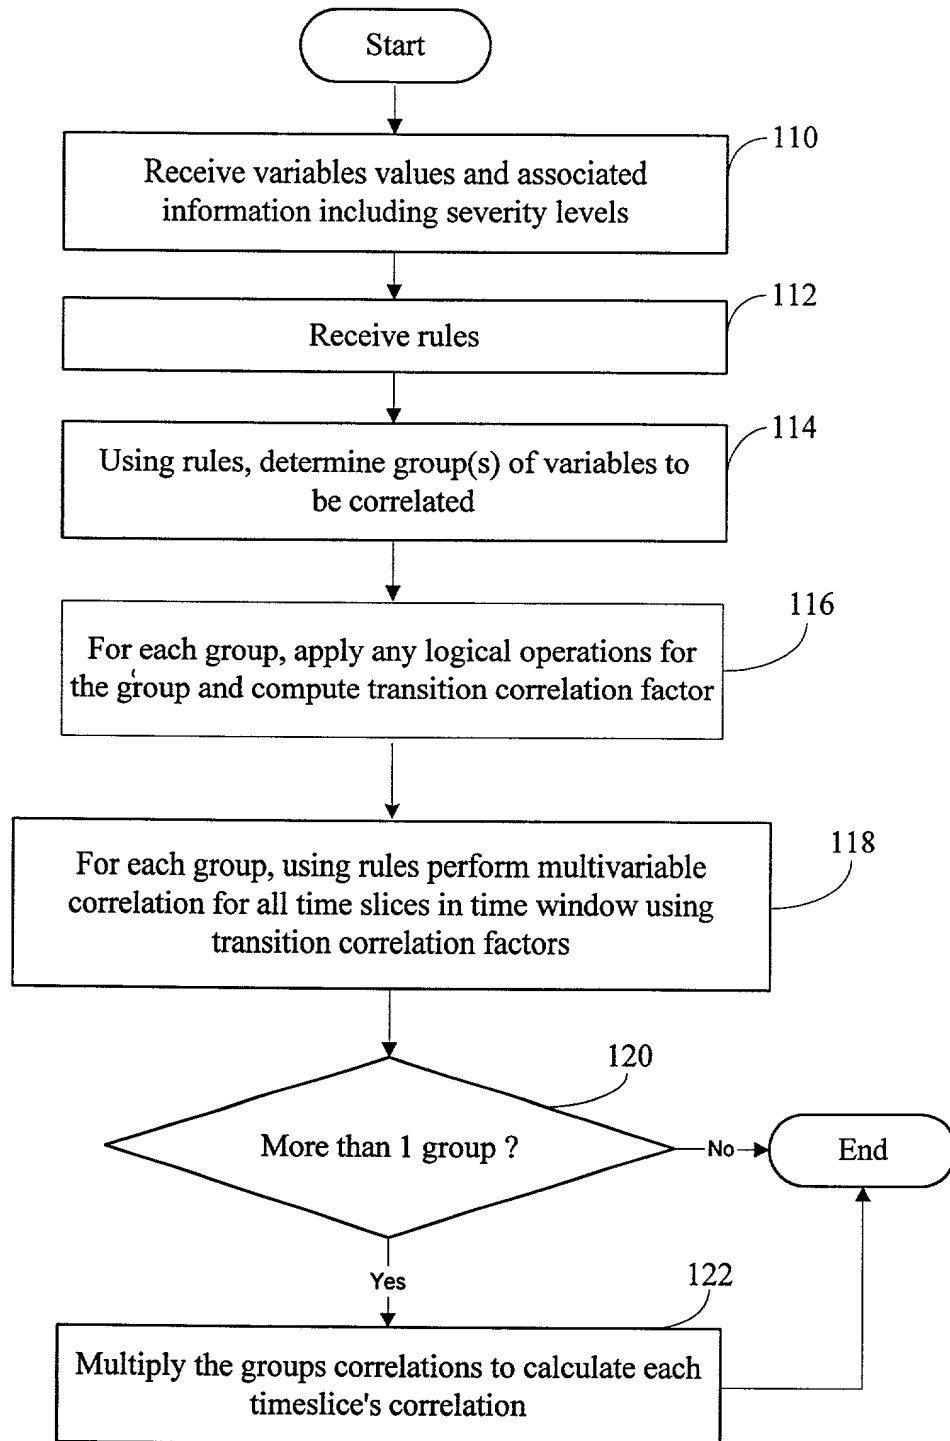 Start
110
Receive variables values and associated
information including severity levels
112
Receive rules
114
Using rules, determine group(s) of variables to
be correlated
116
For each group, apply any logical operations for
the group and compute transition correlation factor
118
For each group, using rules perform multivariable
correlation for all time slices in time window using
transition correlation factors
120
More than 1 group ?
No
End
Yes
122
Multiply the groups correlations to calculate each
timeslice's correlation